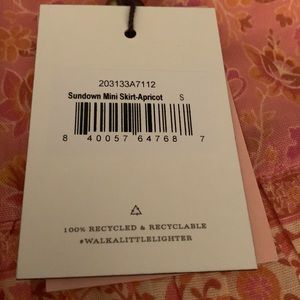 203133A7112
Sundown Mini Skirt-Apricot S
8 40057 64768 7
100% RECYCLED & RECYCLABLE
#WALKALITTLELIGHTER